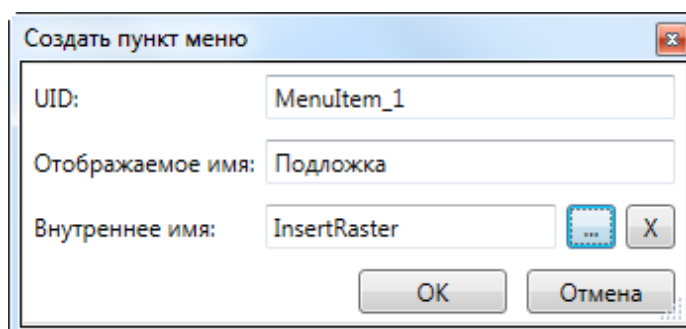 Создать пункт меню
UID: MenuItem_1
Отображаемое имя: Подложка
Внутреннее имя: InsertRaster ... X
OK Отмена